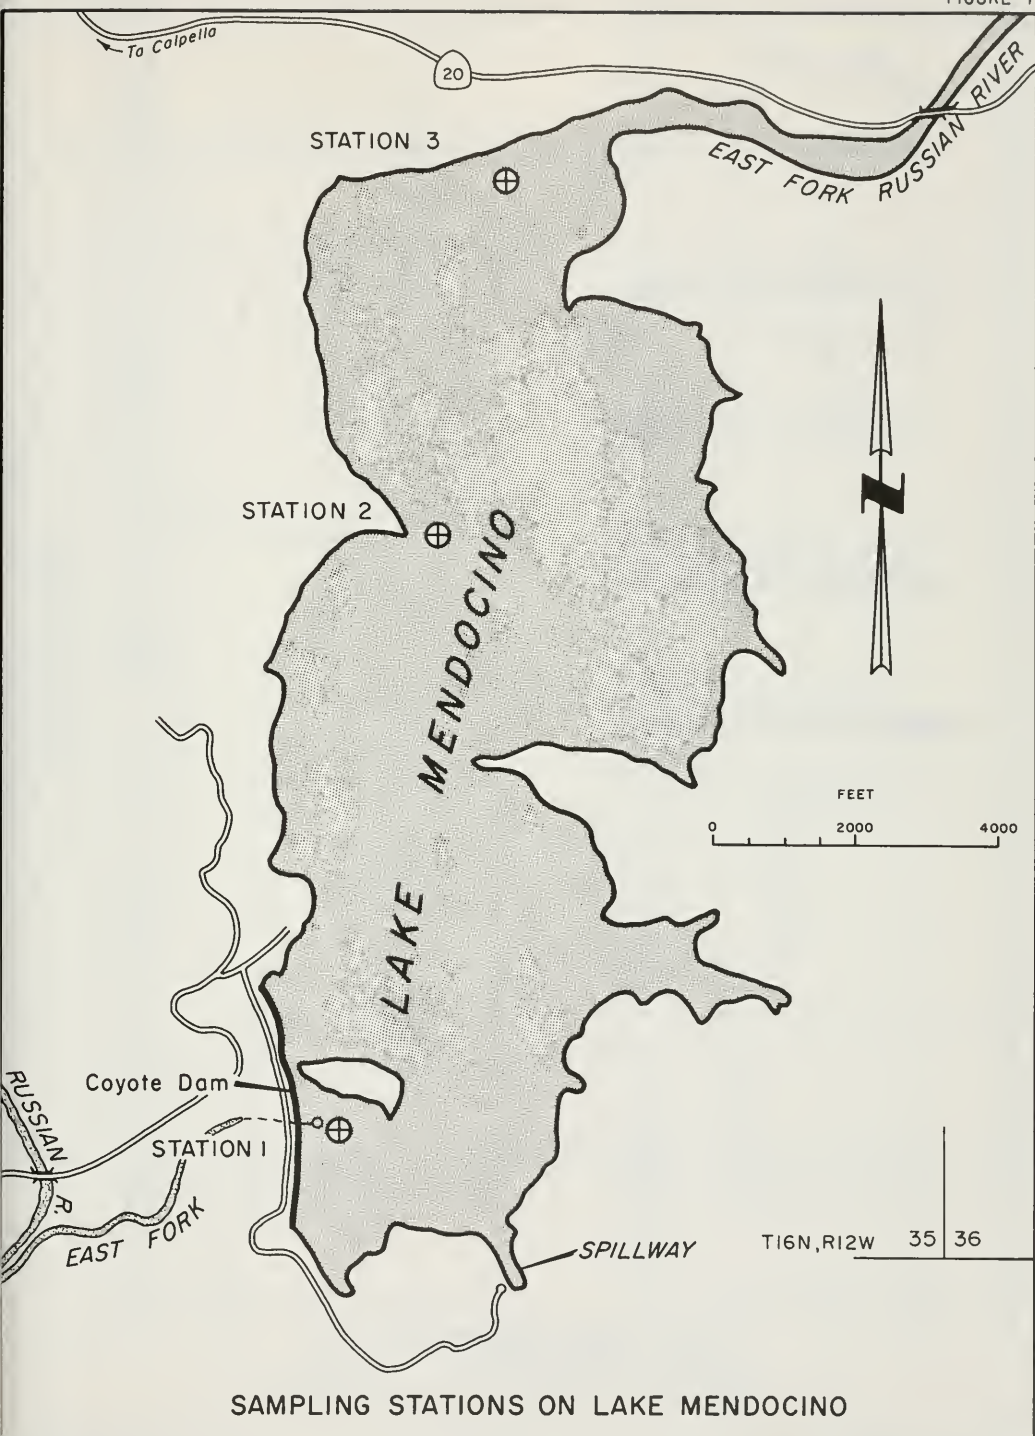 To Calpella
20
STATION 3
EAST FORK RUSSIAN RIVER
STATION 2
LAKE MENDOCINO
FEET
0 2000 4000
Coyote Dam
RUSSIAN R.
STATION 1
EAST FORK
SPILLWAY
T16N, R12W 35 36
SAMPLING STATIONS ON LAKE MENDOCINO